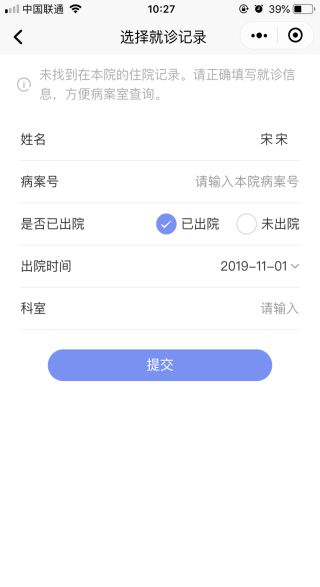 中国联通 10:27 39%
选择就诊记录
未找到在本院的住院记录。请正确填写就诊信
息，方便病案室查询。
姓名 宋宋
病案号 请输入本院病案号
是否已出院 已出院 未出院
出院时间 2019-11-01
科室 请输入
提交